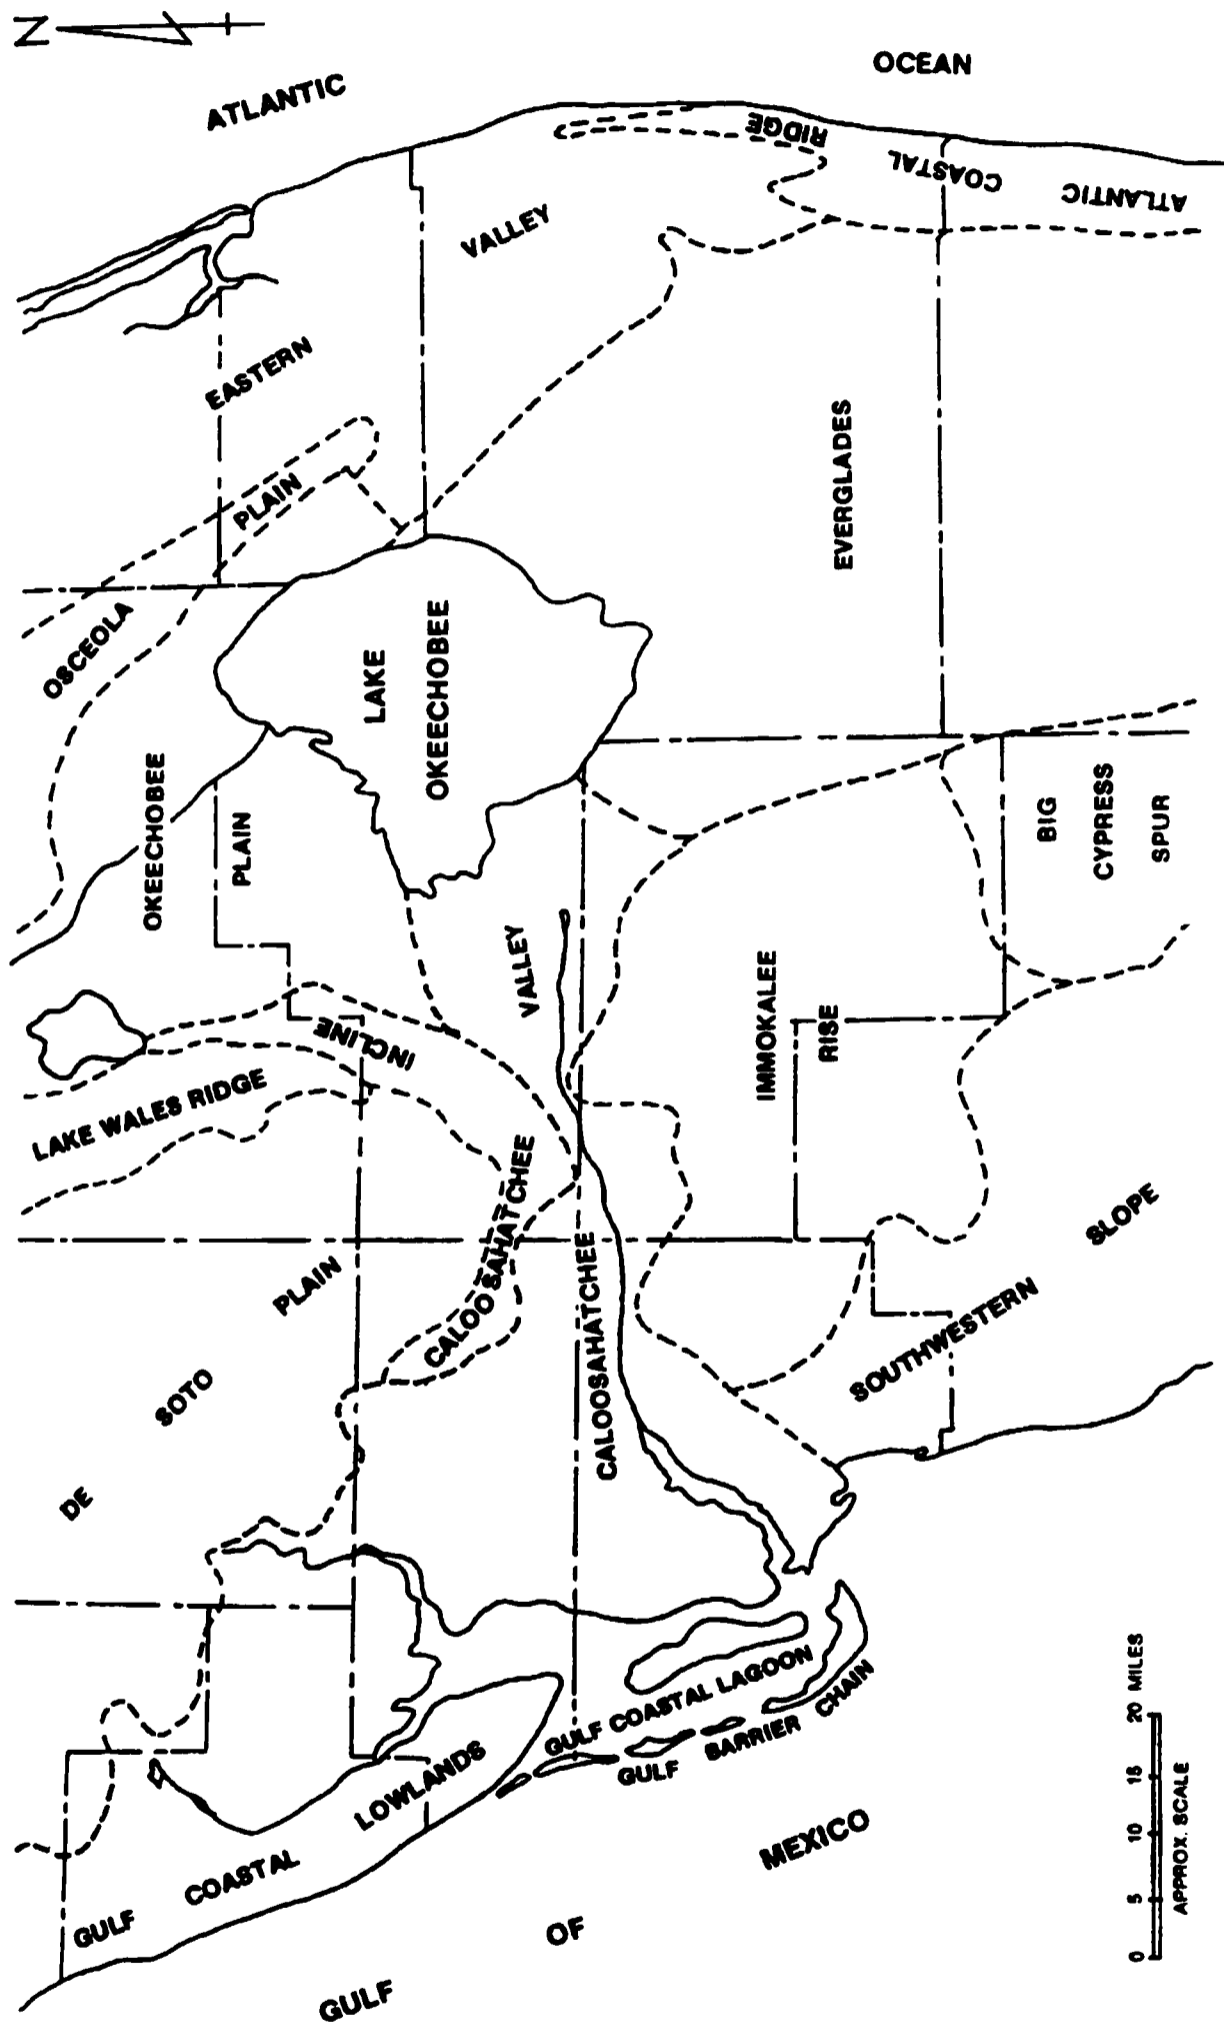 N
ATLANTIC
OCEAN
ATLANTIC
COASTAL
RIDGE
EASTERN
VALLEY
OSCEOLA
PLAIN
OKEECHOBEE
PLAIN
LAKE
OKEECHOBEE
EVERGLADES
LAKE WALES RIDGE
INCLINE
CALOOSAHATCHEE
VALLEY
CALOOSAHATCHEE
IMMOKALEE
RISE
BIG
CYPRESS
SPUR
DE
SOTO
PLAIN
SOUTHWESTERN
SLOPE
GULF
COASTAL
LOWLANDS
GULF COASTAL LAGOON
GULF BARRIER CHAIN
GULF
OF
MEXICO
0 5 10 15 20 MILES
APPROX. SCALE